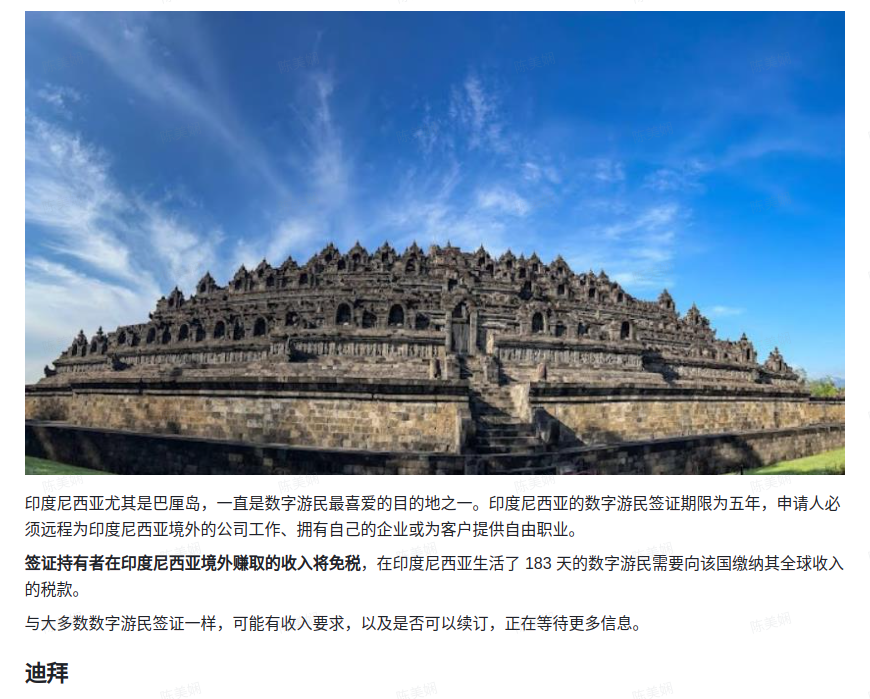 印度尼西亚尤其是巴厘岛，一直是数字游民最喜爱的目的地之一。印度尼西亚的数字游民签证期限为五年，申请人必
须远程为印度尼西亚境外的公司工作、拥有自己的企业或为客户提供自由职业。
签证持有者在印度尼西亚境外赚取的收入将免税，在印度尼西亚生活了 183 天的数字游民需要向该国缴纳其全球收入
的税款。
与大多数数字游民签证一样，可能有收入要求，以及是否可以续订，正在等待更多信息。
迪拜